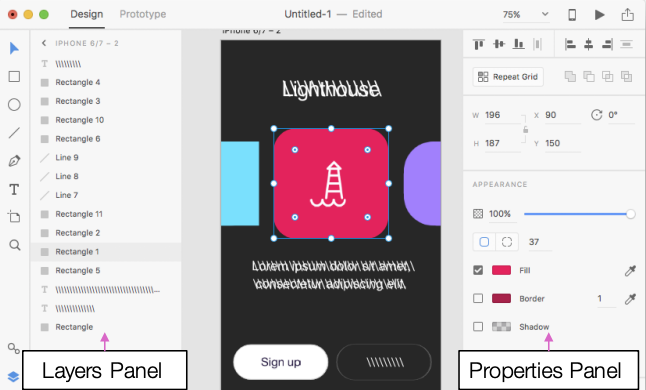 Design Prototype Untitled-1 — Edited 75%
IPHONE 6/7 – 2
iPhone 6/7 – 2
\\\\\\\\\
Rectangle 4
Rectangle 3
Rectangle 10
Rectangle 6
Line 9
Line 8
Line 7
Rectangle 11
Rectangle 2
Rectangle 1
Rectangle 5
Rectangle
Lighthouse
Lorem ipsum dolor sit amet,
consectetur adipiscing elit.
Sign up
\\\\\\\\\
Repeat Grid
W 196 X 90 0°
H 187 Y 150
APPEARANCE
100%
37
Fill
Border 1
Shadow
Layers Panel
Properties Panel